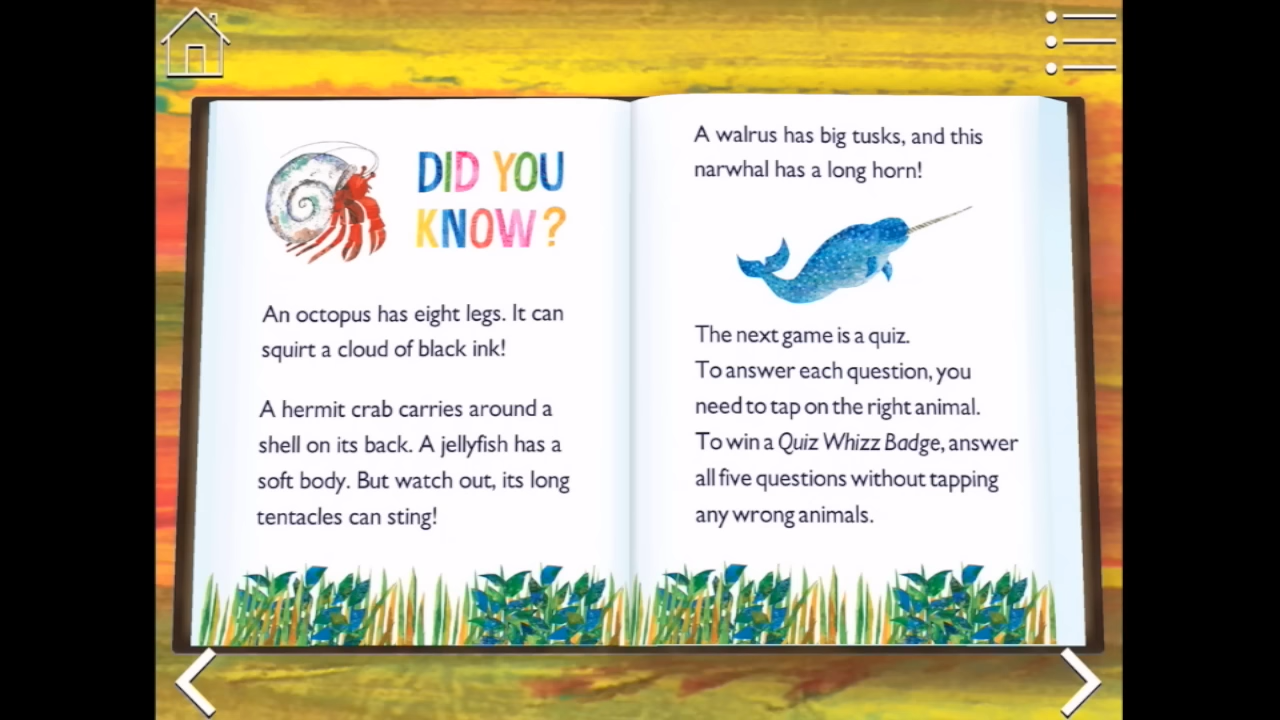 DID YOU
KNOW?
An octopus has eight legs. It can
squirt a cloud of black ink!
A hermit crab carries around a
shell on its back. A jellyfish has a
soft body. But watch out, its long
tentacles can sting!
A walrus has big tusks, and this
narwhal has a long horn!
The next game is a quiz.
To answer each question, you
need to tap on the right animal.
To win a Quiz Whizz Badge, answer
all five questions without tapping
any wrong animals.